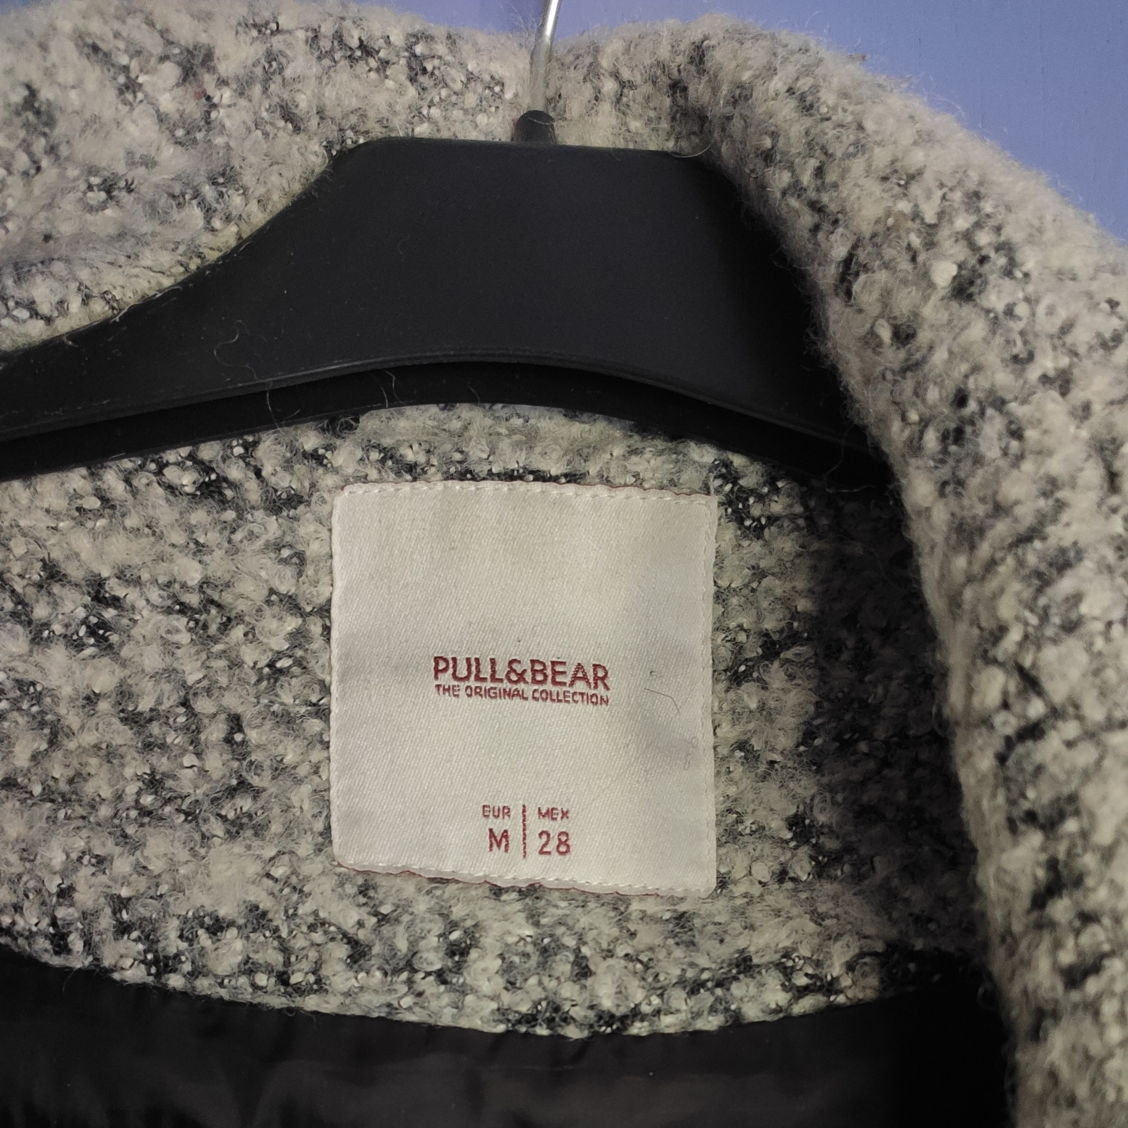 PULL&BEAR
THE ORIGINAL COLLECTION
EUR | MEX
M | 28